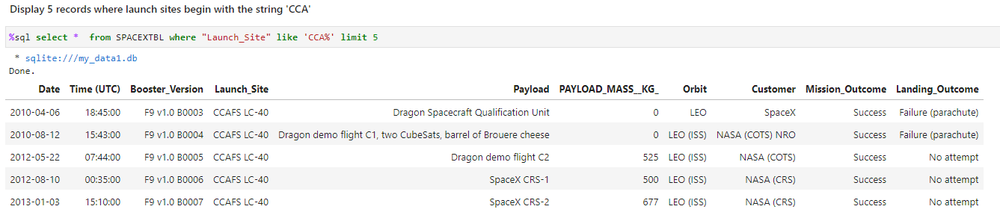 Display 5 records where launch sites begin with the string 'CCA'
%sql select *  from SPACEXTBL where "Launch_Site" like 'CCA%' limit 5
* sqlite:///my_data1.db
Done.
Date Time (UTC) Booster_Version Launch_Site Payload PAYLOAD_MASS__KG_ Orbit Customer Mission_Outcome Landing_Outcome
2010-04-06 18:45:00 F9 v1.0 B0003 CCAFS LC-40 Dragon Spacecraft Qualification Unit 0 LEO SpaceX Success Failure (parachute)
2010-08-12 15:43:00 F9 v1.0 B0004 CCAFS LC-40 Dragon demo flight C1, two CubeSats, barrel of Brouere cheese 0 LEO (ISS) NASA (COTS) NRO Success Failure (parachute)
2012-05-22 07:44:00 F9 v1.0 B0005 CCAFS LC-40 Dragon demo flight C2 525 LEO (ISS) NASA (COTS) Success No attempt
2012-08-10 00:35:00 F9 v1.0 B0006 CCAFS LC-40 SpaceX CRS-1 500 LEO (ISS) NASA (CRS) Success No attempt
2013-01-03 15:10:00 F9 v1.0 B0007 CCAFS LC-40 SpaceX CRS-2 677 LEO (ISS) NASA (CRS) Success No attempt